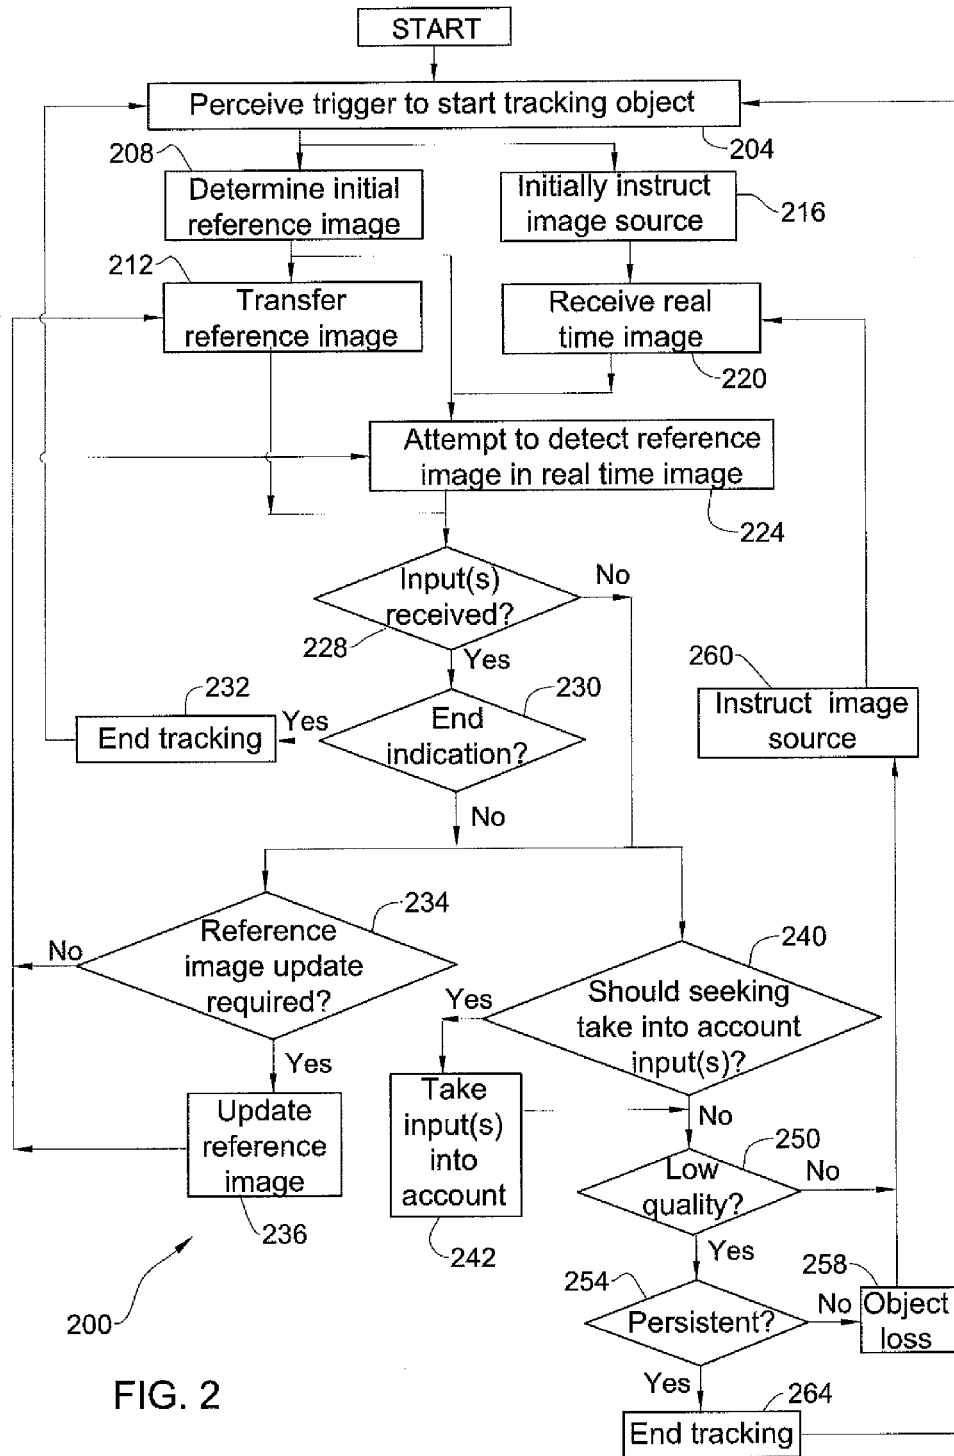 START
Perceive trigger to start tracking object
204
208
Determine initial
reference image
Initially instruct
image source
216
212
Transfer
reference image
Receive real
time image
220
Attempt to detect reference
image in real time image
224
Input(s)
received?
No
228
Yes
232
End tracking
Yes
End
indication?
230
No
260
Instruct image
source
234
Reference
image update
required?
No
Yes
Update
reference
image
236
240
Should seeking
take into account
input(s)?
Yes
No
Take
input(s)
into
account
242
250
Low
quality?
No
Yes
254
Persistent?
No
258
Object
loss
Yes
264
End tracking
200
FIG. 2